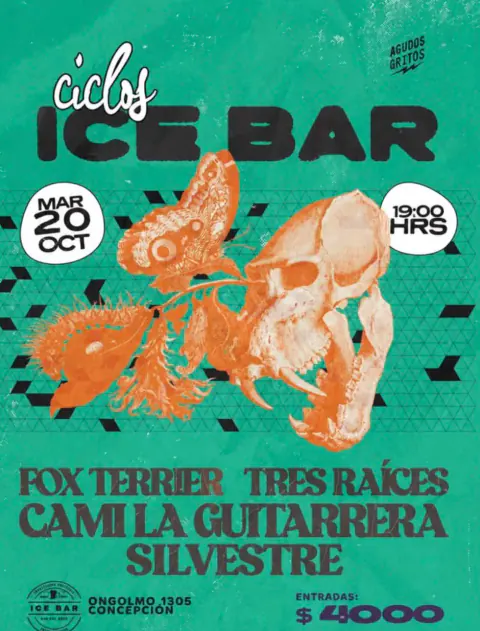 AGUDOS
GRITOS
ciclos
ICE BAR
MAR
20
OCT
19:00
HRS
FOX TERRIER TRES RAÍCES
CAMI LA GUITARRERA
SILVESTRE
ICE BAR
ONGOLMO 1305
CONCEPCIÓN
ENTRADAS:
$ 4000